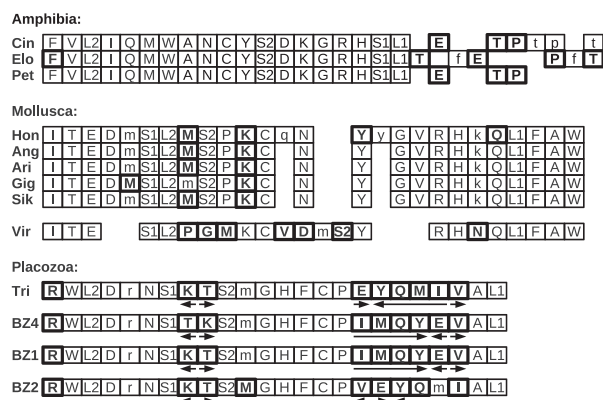 Amphibia:
Cin F V L2 I Q M W A N C Y S2 D K G R H S1 L1 E T P t p t
Elo F V L2 I Q M W A N C Y S2 D K G R H S1 L1 T f E P f T
Pet F V L2 I Q M W A N C Y S2 D K G R H S1 L1 E T P
Mollusca:
Hon I T E D m S1 L2 M S2 P K C q N Y y G V R H k Q L1 F A W
Ang I T E D m S1 L2 M S2 P K C N Y G V R H k Q L1 F A W
Ari I T E D m S1 L2 M S2 P K C N Y G V R H k Q L1 F A W
Gig I T E D M S1 L2 m S2 P K C N Y G V R H k Q L1 F A W
Sik I T E D m S1 L2 M S2 P K C N Y G V R H k Q L1 F A W
Vir I T E S1 L2 P G M K C V D m S2 Y R H N Q L1 F A W
Placozoa:
Tri R W L2 D r N S1 K T S2 m G H F C P E Y Q M I V A L1
BZ4 R W L2 D r N S1 T K S2 m G H F C P I M Q Y E V A L1
BZ1 R W L2 D r N S1 K T S2 m G H F C P I M Q Y E V A L1
BZ2 R W L2 D r N S1 K T S2 M G H F C P V E Y Q m I A L1